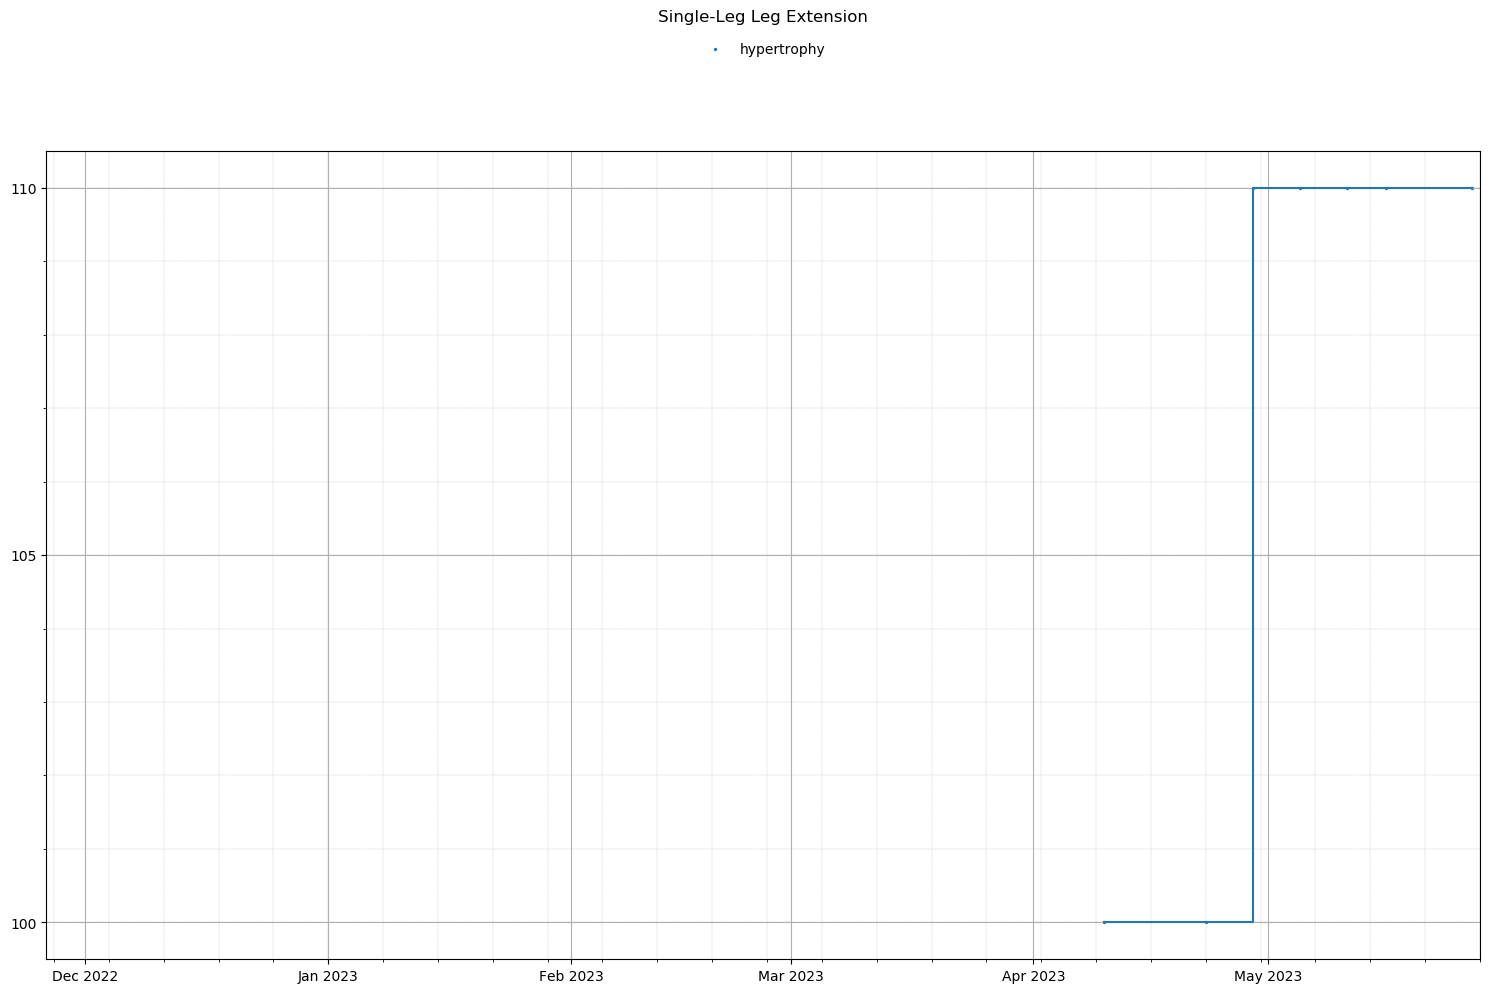 Single-Leg Leg Extension
hypertrophy
110
105
100
Dec 2022
Jan 2023
Feb 2023
Mar 2023
Apr 2023
May 2023